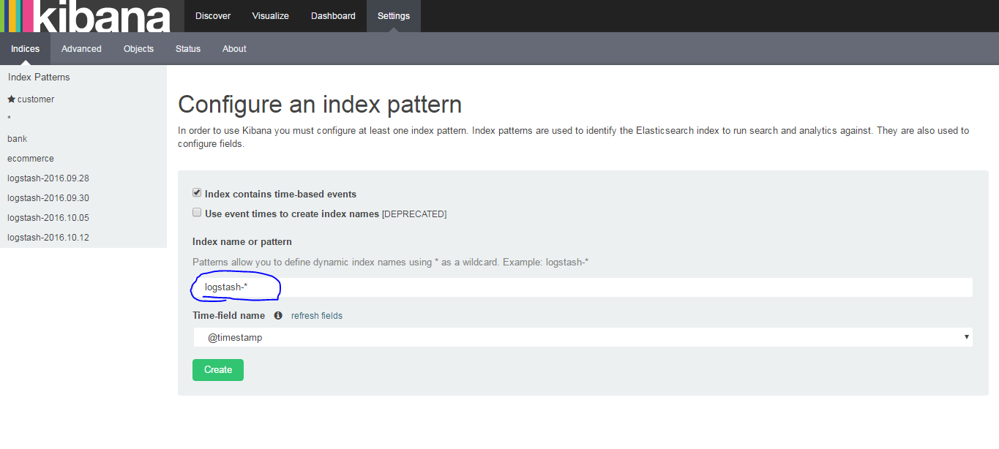 kibana
Discover Visualize Dashboard Settings
Indices Advanced Objects Status About
Index Patterns
customer
*
bank
ecommerce
logstash-2016.09.28
logstash-2016.09.30
logstash-2016.10.05
logstash-2016.10.12
Configure an index pattern
In order to use Kibana you must configure at least one index pattern. Index patterns are used to identify the Elasticsearch index to run search and analytics against. They are also used to
configure fields.
Index contains time-based events
Use event times to create index names [DEPRECATED]
Index name or pattern
Patterns allow you to define dynamic index names using * as a wildcard. Example: logstash-*
logstash-*
Time-field name refresh fields
@timestamp
Create